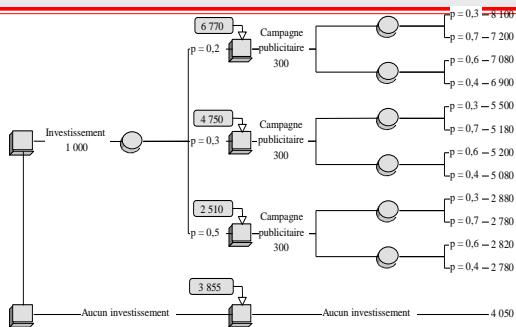 p = 0,3 – 8 100
6 770
Campagne
publicitaire
300
p = 0,2
p = 0,7 – 7 200
p = 0,6 – 7 080
p = 0,4 – 6 900
4 750
Campagne
publicitaire
300
Investissement
1 000
p = 0,3
p = 0,3 – 5 500
p = 0,7 – 5 180
p = 0,6 – 5 200
p = 0,4 – 5 080
2 510
Campagne
publicitaire
300
p = 0,5
p = 0,3 – 2 880
p = 0,7 – 2 780
p = 0,6 – 2 820
p = 0,4 – 2 780
3 855
Aucun investissement
Aucun investissement
4 050